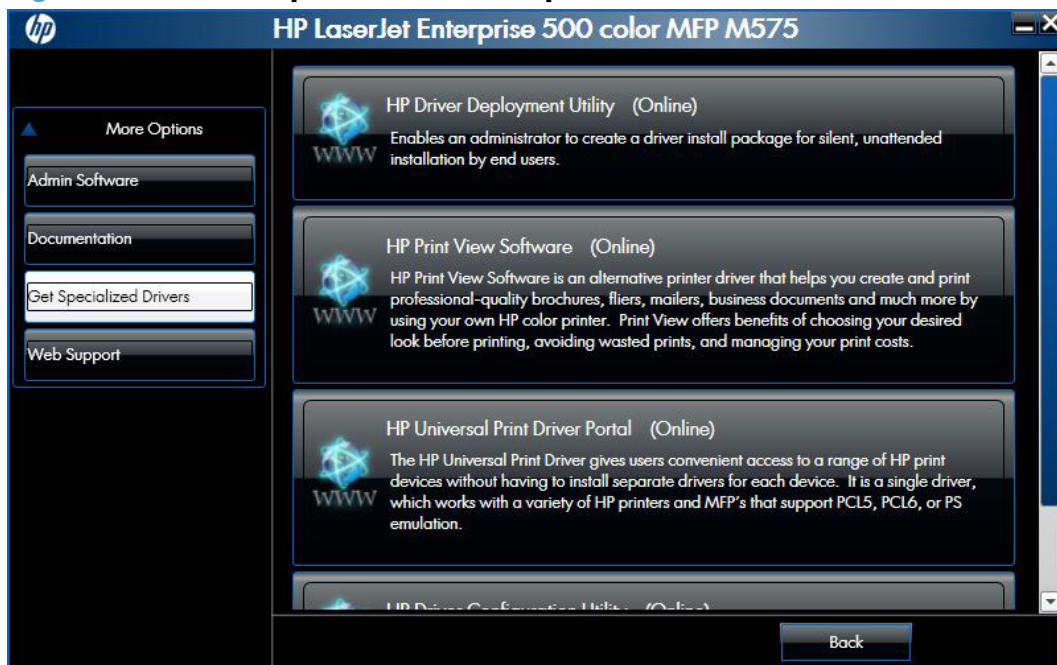 HP LaserJet Enterprise 500 color MFP M575
More Options
Admin Software
Documentation
Get Specialized Drivers
Web Support
HP Driver Deployment Utility (Online)
Enables an administrator to create a driver install package for silent, unattended
installation by end users.
WWW
HP Print View Software (Online)
HP Print View Software is an alternative printer driver that helps you create and print
professional-quality brochures, fliers, mailers, business documents and much more by
using your own HP color printer. Print View offers benefits of choosing your desired
look before printing, avoiding wasted prints, and managing your print costs.
WWW
HP Universal Print Driver Portal (Online)
The HP Universal Print Driver gives users convenient access to a range of HP print
devices without having to install separate drivers for each device. It is a single driver,
which works with a variety of HP printers and MFP's that support PCL5, PCL6, or PS
emulation.
WWW
HP Driver Configuration Utility (Online)
Back